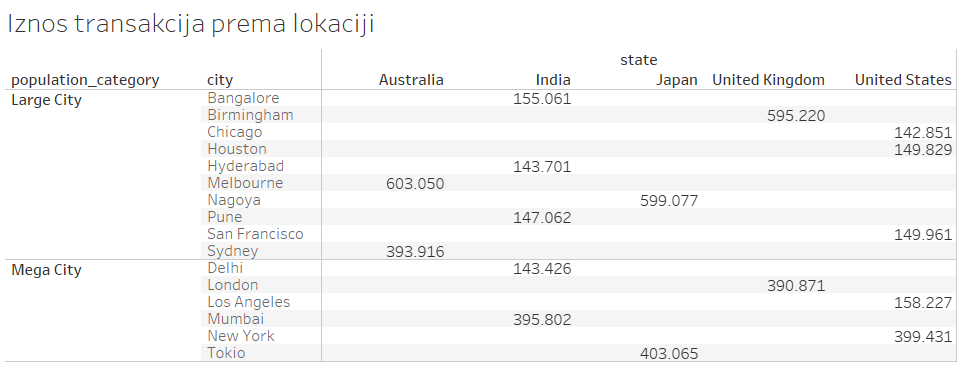 Iznos transakcija prema lokaciji
state
population_category city Australia India Japan United Kingdom United States
Large City Bangalore 155.061
Birmingham 595.220
Chicago 142.851
Houston 149.829
Hyderabad 143.701
Melbourne 603.050
Nagoya 599.077
Pune 147.062
San Francisco 149.961
Sydney 393.916
Mega City Delhi 143.426
London 390.871
Los Angeles 158.227
Mumbai 395.802
New York 399.431
Tokio 403.065